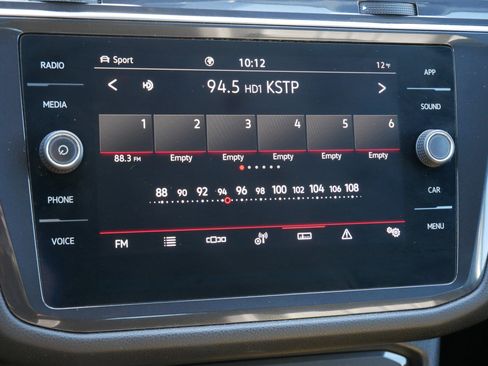 RADIO
MEDIA
PHONE
VOICE
Sport 10:12 12°F
94.5 HD1 KSTP
1 2 3 4 5 6
88.3 FM Empty Empty Empty Empty Empty
88 90 92 94 96 98 100 102 104 106 108
FM
APP
SOUND
CAR
MENU